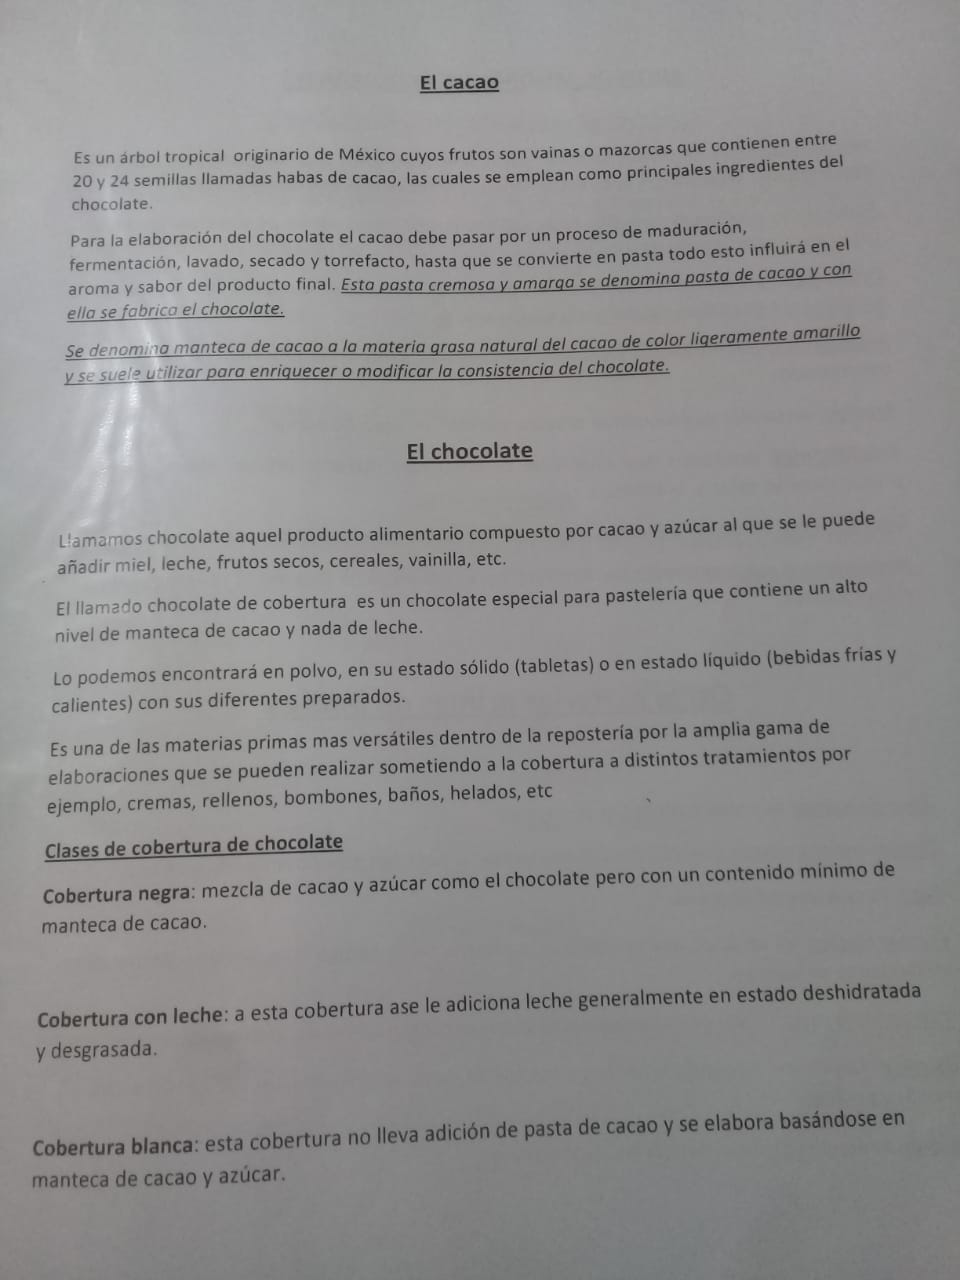 El cacao
Es un árbol tropical originario de México cuyos frutos son vainas o mazorcas que contienen entre
20 y 24 semillas llamadas habas de cacao, las cuales se emplean como principales ingredientes del
chocolate.
Para la elaboración del chocolate el cacao debe pasar por un proceso de maduración,
fermentación, lavado, secado y torrefacto, hasta que se convierte en pasta todo esto influirá en el
aroma y sabor del producto final. Esta pasta cremosa y amarga se denomina pasta de cacao y con
ella se fabrica el chocolate.
Se denomina manteca de cacao a la materia grasa natural del cacao de color ligeramente amarillo
y se suele utilizar para enriquecer o modificar la consistencia del chocolate.
El chocolate
Llamamos chocolate aquel producto alimentario compuesto por cacao y azúcar al que se le puede
añadir miel, leche, frutos secos, cereales, vainilla, etc.
El llamado chocolate de cobertura es un chocolate especial para pastelería que contiene un alto
nivel de manteca de cacao y nada de leche.
Lo podemos encontrará en polvo, en su estado sólido (tabletas) o en estado líquido (bebidas frías y
calientes) con sus diferentes preparados.
Es una de las materias primas mas versátiles dentro de la repostería por la amplia gama de
elaboraciones que se pueden realizar sometiendo a la cobertura a distintos tratamientos por
ejemplo, cremas, rellenos, bombones, baños, helados, etc
Clases de cobertura de chocolate
Cobertura negra: mezcla de cacao y azúcar como el chocolate pero con un contenido mínimo de
manteca de cacao.
Cobertura con leche: a esta cobertura ase le adiciona leche generalmente en estado deshidratada
y desgrasada.
Cobertura blanca: esta cobertura no lleva adición de pasta de cacao y se elabora basándose en
manteca de cacao y azúcar.